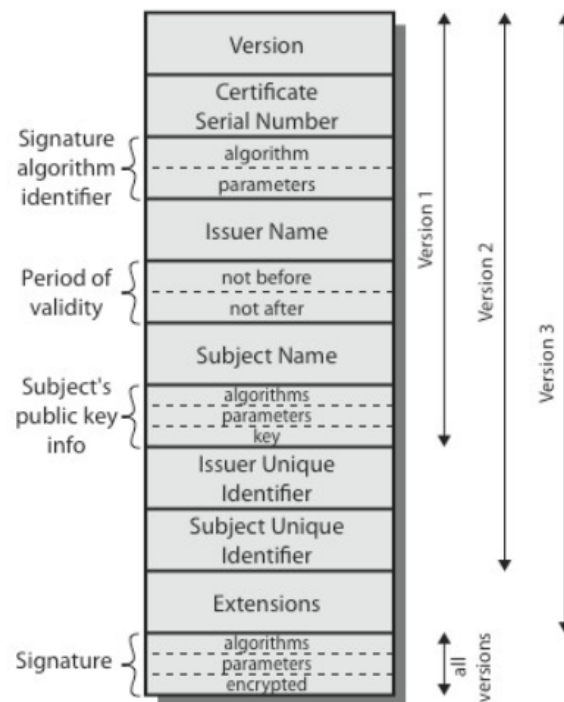 Version
Certificate
Serial Number
Signature
algorithm
identifier
algorithm
parameters
Issuer Name
Period of
validity
not before
not after
Subject Name
Subject's
public key
info
algorithms
parameters
key
Issuer Unique
Identifier
Subject Unique
Identifier
Extensions
Signature
algorithms
parameters
encrypted
Version 1
Version 2
Version 3
all
versions